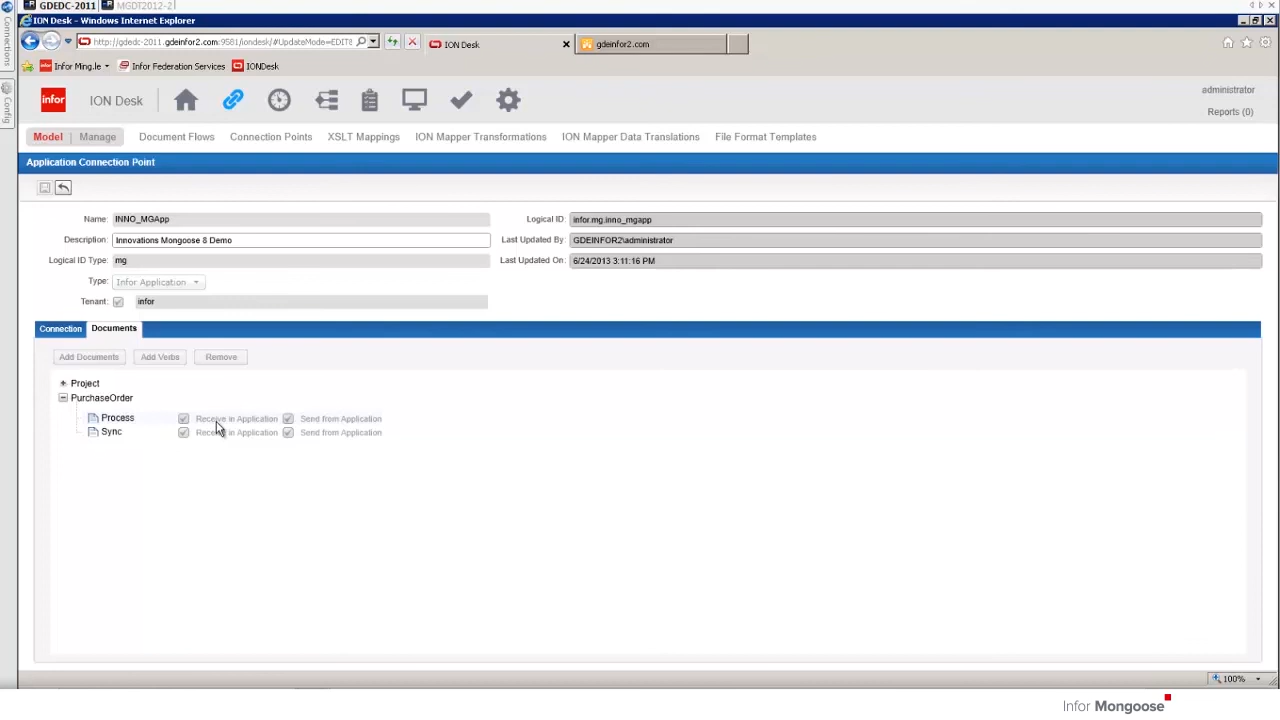 GDEDC-2011 MGDT2012-2
Connections
Config
ION Desk - Windows Internet Explorer
http://gdedc-2011.gdeinfor2.com:9581/iondesk/#UpdateMode=EDIT& ION Desk gdeinfor2.com
Infor Ming.le Infor Federation Services IONDesk
infor ION Desk administrator
Reports (0)
Model | Manage Document Flows Connection Points XSLT Mappings ION Mapper Transformations ION Mapper Data Translations File Format Templates
Application Connection Point
Name: INNO_MGApp Logical ID: infor.mg.inno_mgapp
Description: Innovations Mongoose 8 Demo Last Updated By: GDEINFOR2\administrator
Logical ID Type: mg Last Updated On: 6/24/2013 3:11:16 PM
Type: Infor Application
Tenant: infor
Connection Documents
Add Documents Add Verbs Remove
Project
PurchaseOrder
Process Receive in Application Send from Application
Sync Receive in Application Send from Application
100%
Infor Mongoose